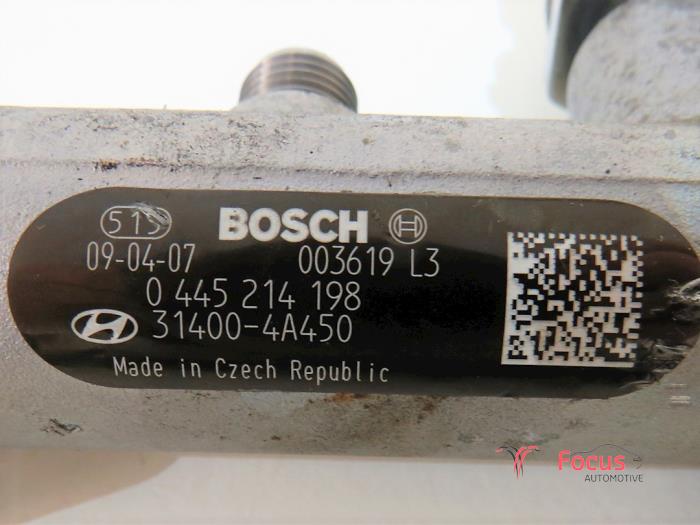 515 BOSCH
09-04-07 003619 L3
0 445 214 198
31400-4A450
Made in Czech Republic
Focus
AUTOMOTIVE